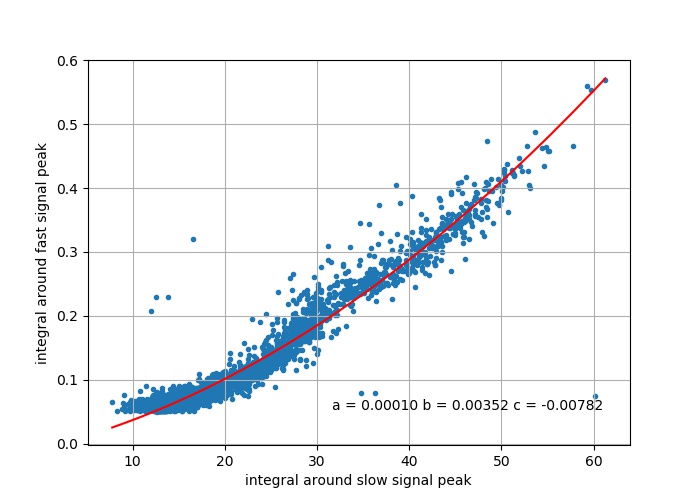 0.6
0.5
0.4
0.3
0.2
0.1
0.0
integral around fast signal peak
a = 0.00010 b = 0.00352 c = -0.00782
10 20 30 40 50 60
integral around slow signal peak